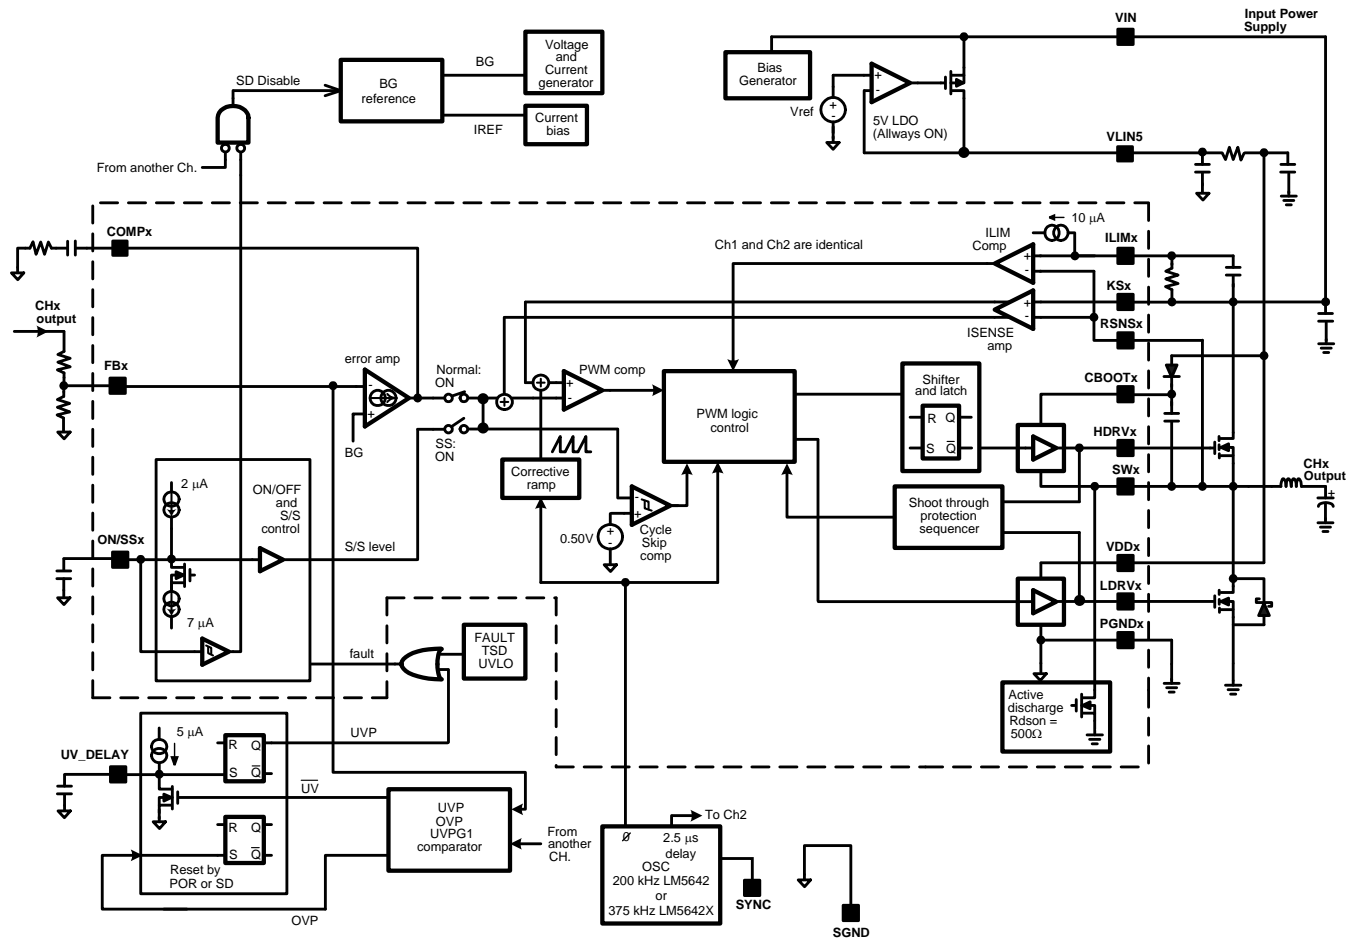 VIN
Input Power
Supply
Voltage
and
Current
generator
BG
SD Disable
BG
reference
IREF
Current
bias
Bias
Generator
Vref
+
-
+
-
5V LDO
(Allways ON)
From another Ch.
VLIN5
COMPx
10 µA
ILIM
Comp
ILIMx
Ch1 and Ch2 are identical
+
-
CHx
output
KSx
+
-
ISENSE
amp
RSNSx
error amp
FBx
-
+
BG
Normal:
ON
SS:
ON
PWM comp
+
-
PWM logic
control
Shifter
and latch
R Q
S Q
CBOOTx
HDRVx
SWx
CHx
Output
+
2 µA
ON/OFF
and
S/S
control
Corrective
ramp
-
+
0.50V
+
-
Cycle
Skip
comp
Shoot through
protection
sequencer
ON/SSx
S/S level
VDDx
LDRVx
PGNDx
7 µA
fault
FAULT
TSD
UVLO
Active
discharge
Rdson =
500Ω
5 µA
UV_DELAY
R Q
S Q
UVP
UV
R Q
S Q
Reset by
POR or SD
UVP
OVP
UVPG1
comparator
From
another
CH.
OVP
To Ch2
Ø
2.5 µs
delay
OSC
200 kHz LM5642
or
375 kHz LM5642X
SYNC
SGND